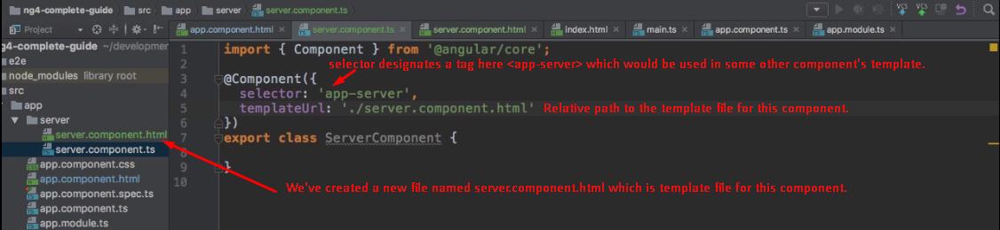 ng4-complete-guide src app server server.component.ts
Project
app.component.html server.component.ts server.component.html index.html main.ts app.component.ts app.module.ts
VCS VCS
g4-complete-guide ~/developmer
e2e
node_modules library root
src
app
server
server.component.html
server.component.ts
app.component.css
app.component.html
app.component.spec.ts
app.component.ts
app.module.ts
1 import { Component } from '@angular/core';
selector designates a tag here <app-server> which would be used in some other component's template.
2
3 @Component({
4 selector: 'app-server',
5 templateUrl: './server.component.html' Relative path to the template file for this component.
6 })
7 export class ServerComponent {
8
9 }
10
We've created a new file named server.component.html which is template file for this component.